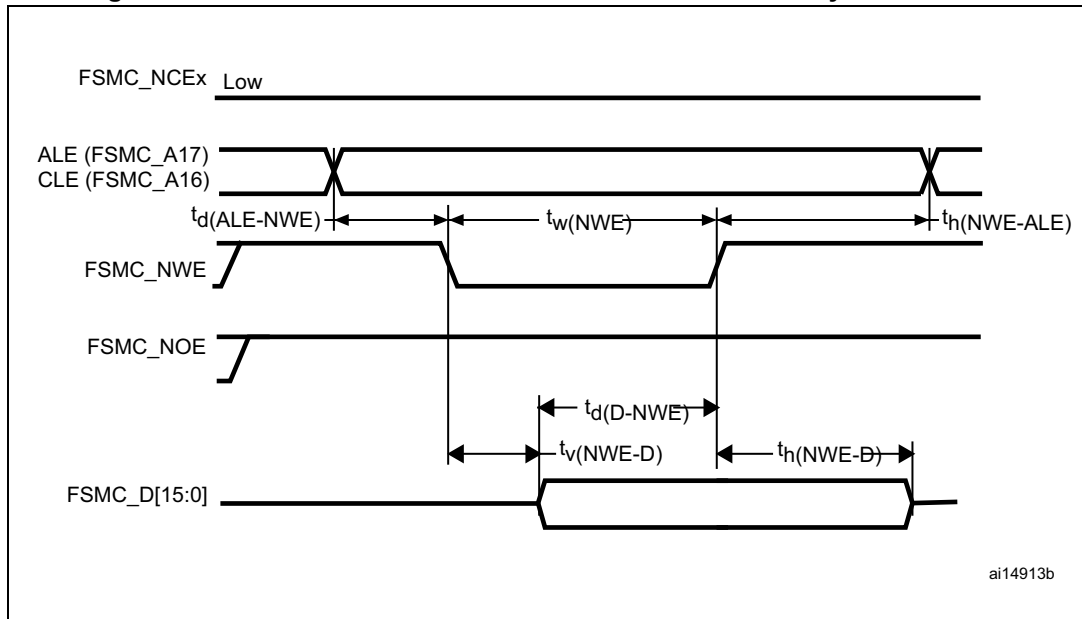 FSMC_NCEx Low
ALE (FSMC_A17)
CLE (FSMC_A16)
td(ALE-NWE) tw(NWE) th(NWE-ALE)
FSMC_NWE
FSMC_NOE
td(D-NWE)
tv(NWE-D) th(NWE-D)
FSMC_D[15:0]
ai14913b